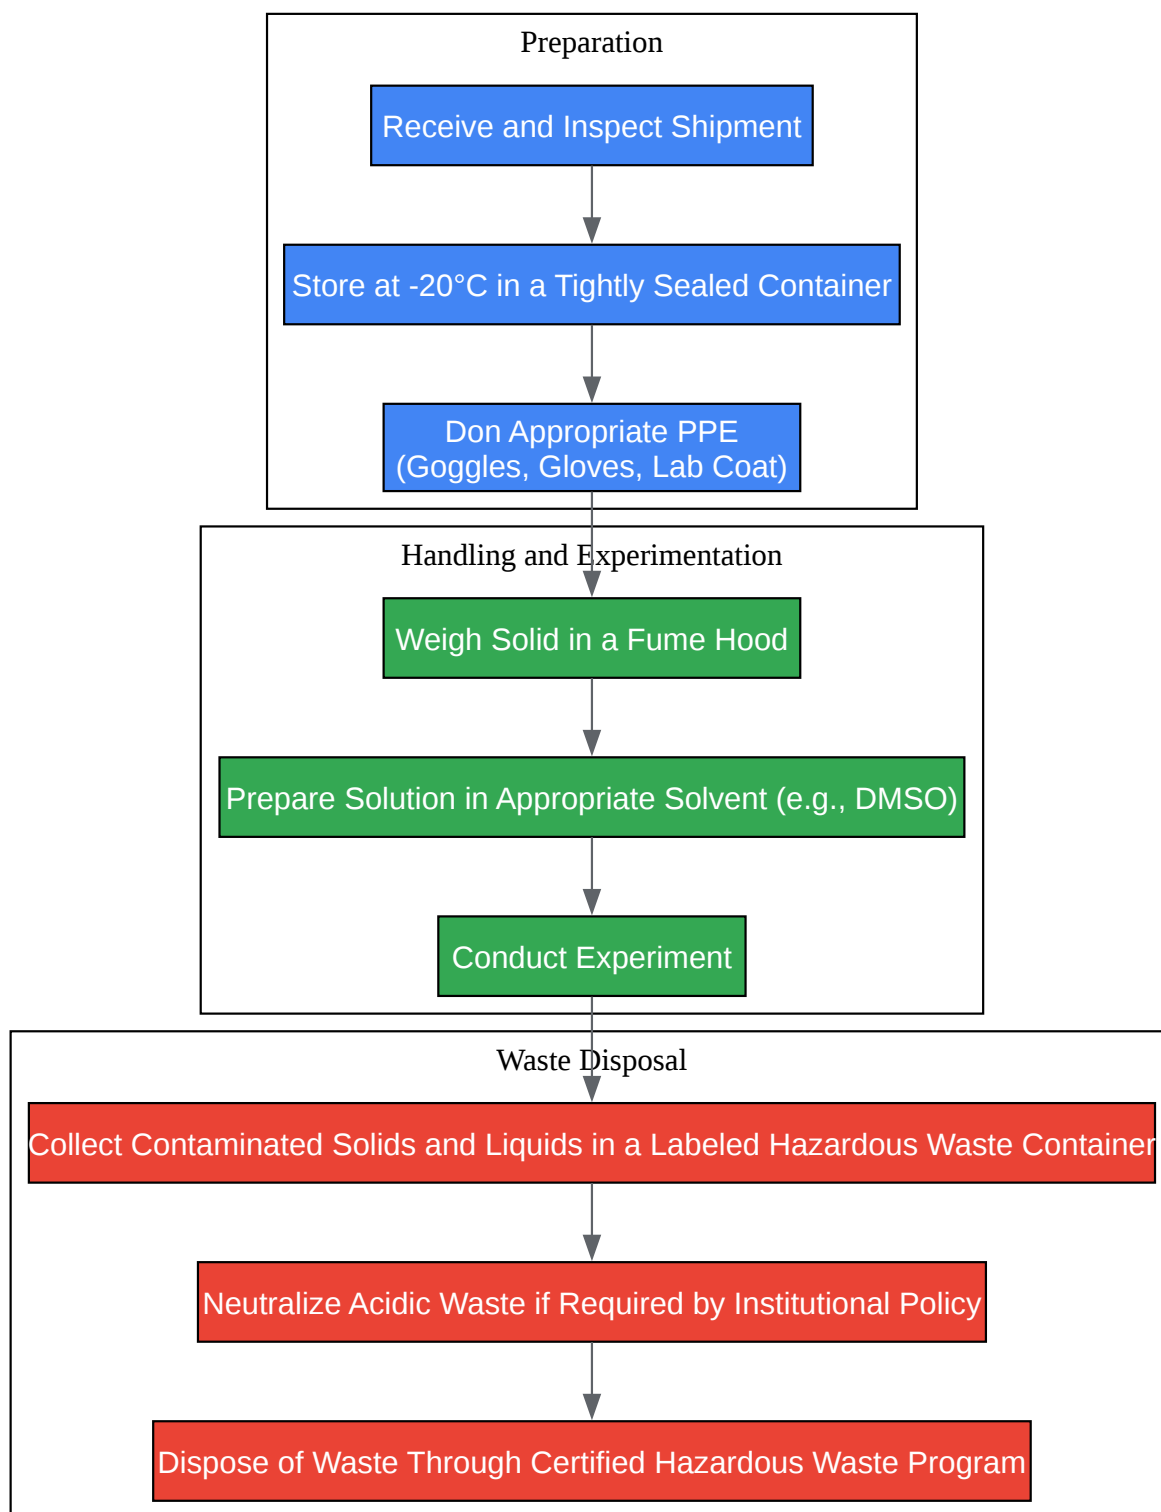 Preparation
Receive and Inspect Shipment
Store at -20°C in a Tightly Sealed Container
Don Appropriate PPE
(Goggles, Gloves, Lab Coat)
Handling and Experimentation
Weigh Solid in a Fume Hood
Prepare Solution in Appropriate Solvent (e.g., DMSO)
Conduct Experiment
Waste Disposal
Collect Contaminated Solids and Liquids in a Labeled Hazardous Waste Container
Neutralize Acidic Waste if Required by Institutional Policy
Dispose of Waste Through Certified Hazardous Waste Program